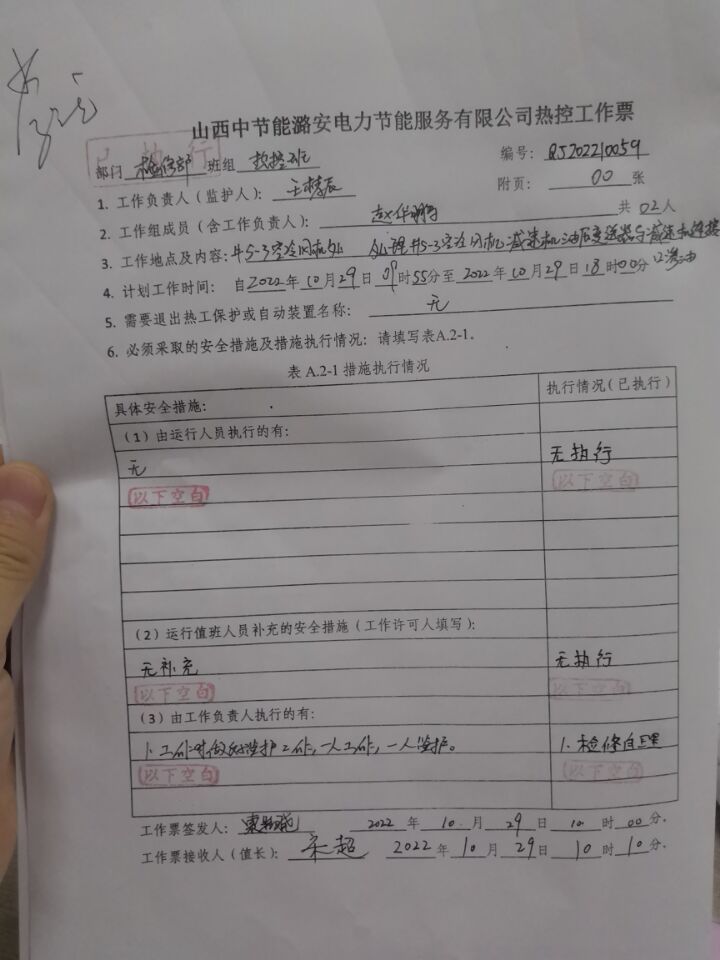 山西中节能潞安电力节能服务有限公司热控工作票
已执行
部门 检修部 班组 热控班 编号: RJ202210059
附页: 00 张
1. 工作负责人（监护人）:
2. 工作组成员（含工作负责人）: 赵华鹏 共 02 人
3. 工作地点及内容: #5-3空冷风机处 处理#5-3空冷风机减速机油压变送器与减速机连接
口渗油
4. 计划工作时间: 自 2022 年 10 月 29 日 09 时 55 分至 2022 年 10 月 29 日 18 时 00 分
5. 需要退出热工保护或自动装置名称: 无
6. 必须采取的安全措施及措施执行情况: 请填写表A.2-1.
表 A.2-1 措施执行情况
具体安全措施: 执行情况（已执行）
（1）由运行人员执行的有:
无 无执行
以下空白 以下空白
（2）运行值班人员补充的安全措施（工作许可人填写）:
无补充 无执行
以下空白 以下空白
（3）由工作负责人执行的有:
1. 工作时做好监护工作, 一人工作, 一人监护。 1. 检修自理
以下空白 以下空白
工作票签发人: 2022 年 10 月 29 日 10 时 00 分.
工作票接收人（值长）: 宋超 2022 年 10 月 29 日 10 时 10 分.